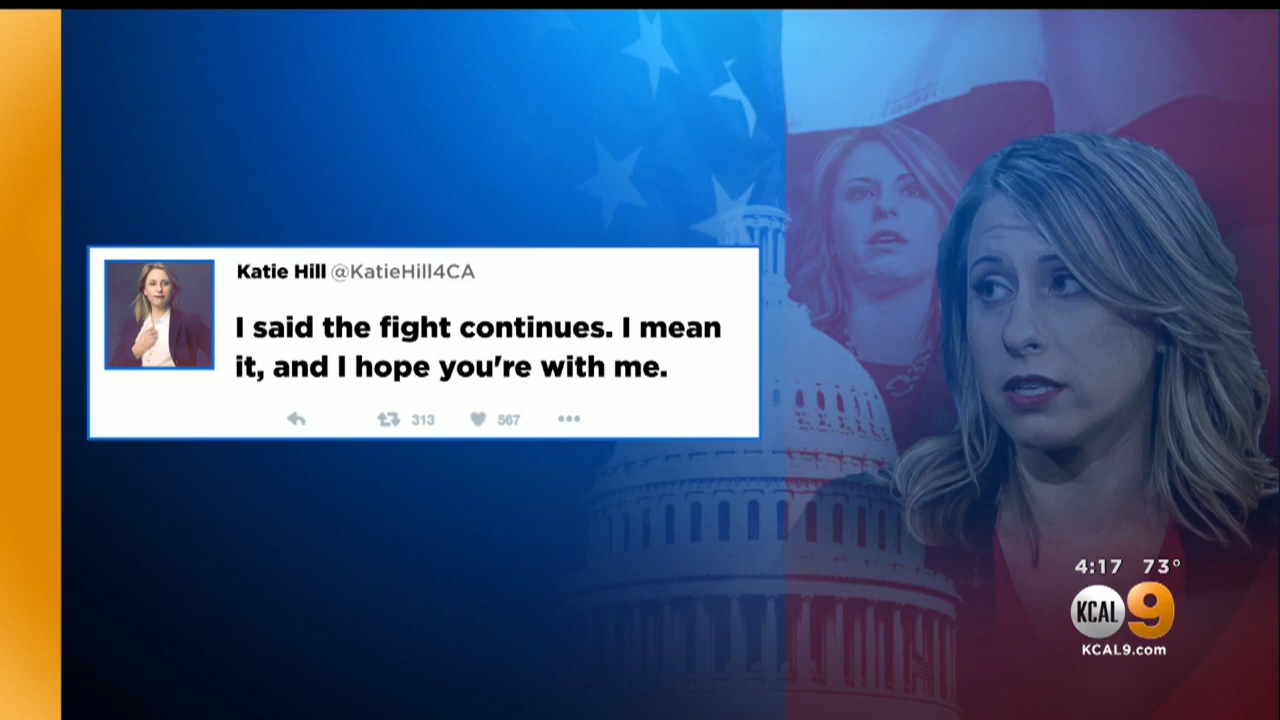 Katie Hill @KatieHill4CA
I said the fight continues. I mean
it, and I hope you're with me.
313 567
4:17 73°
KCAL 9
KCAL9.com